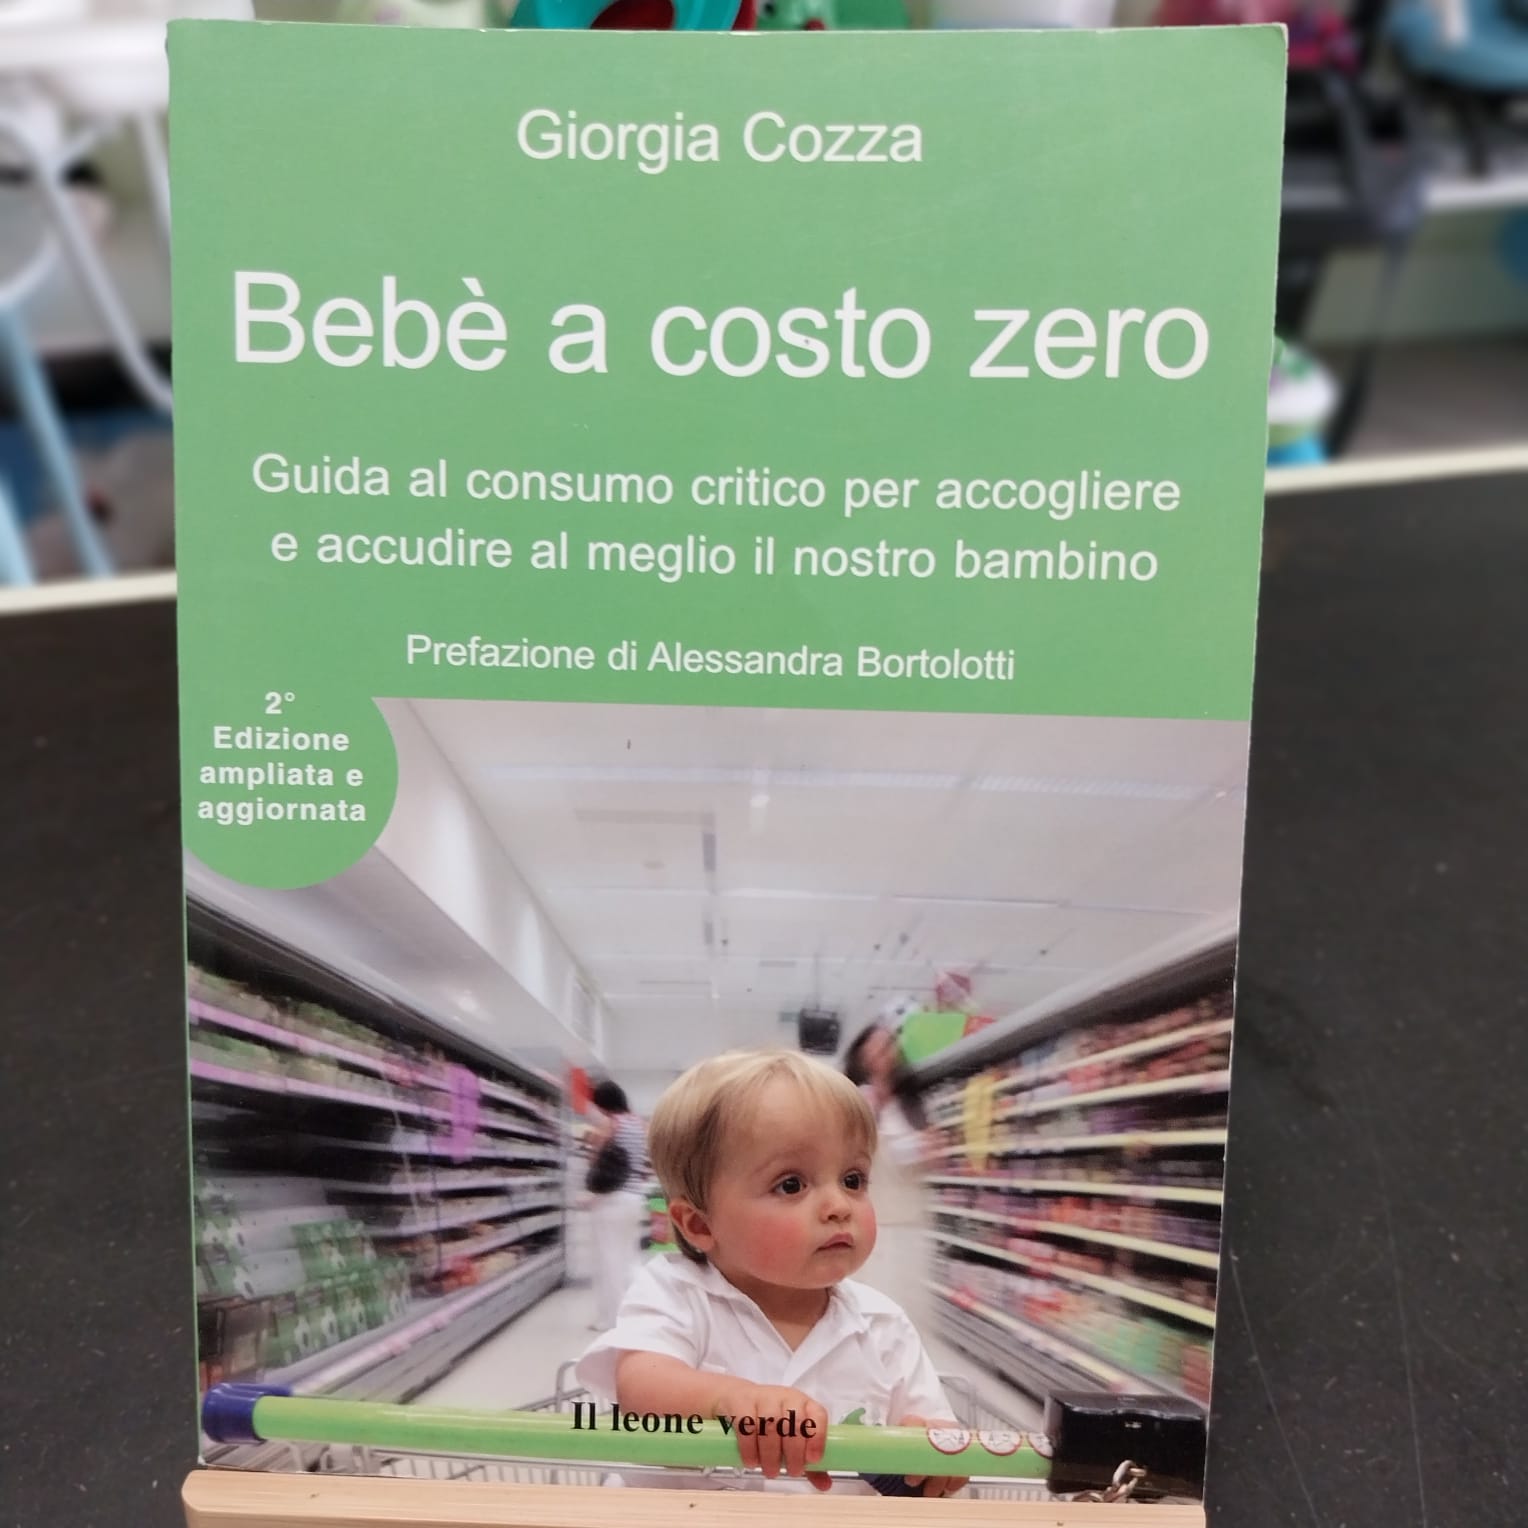 Giorgia Cozza
Bebè a costo zero
Guida al consumo critico per accogliere
e accudire al meglio il nostro bambino
Prefazione di Alessandra Bortolotti
2°
Edizione
ampliata e
aggiornata
Il leone verde